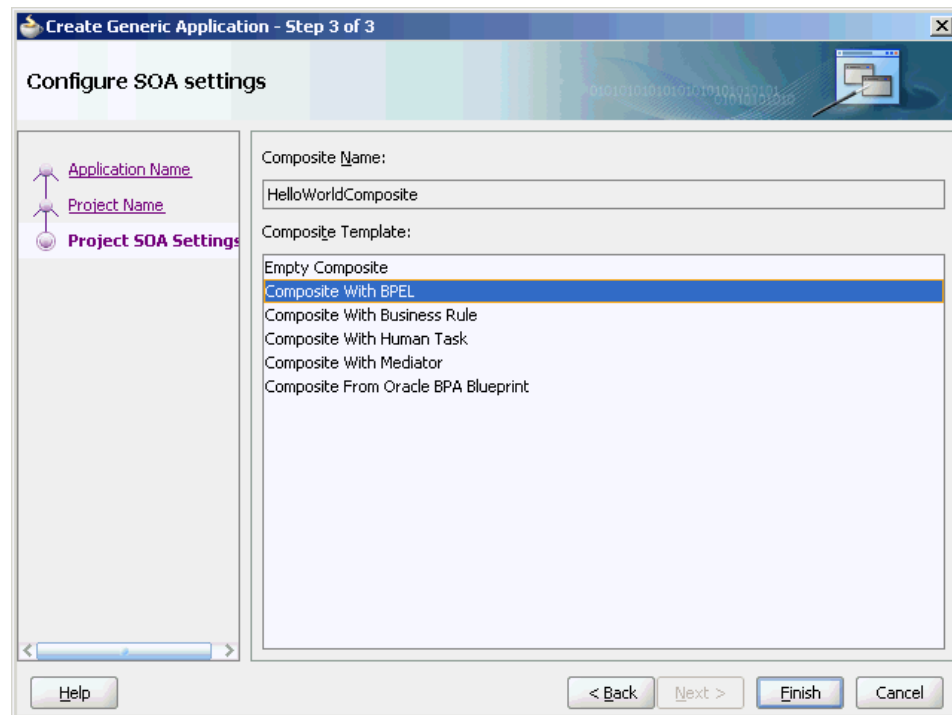 Create Generic Application - Step 3 of 3
Configure SOA settings
Application Name
Project Name
Project SOA Settings
Composite Name:
HelloWorldComposite
Composite Template:
Empty Composite
Composite With BPEL
Composite With Business Rule
Composite With Human Task
Composite With Mediator
Composite From Oracle BPA Blueprint
Help
< Back
Next >
Finish
Cancel